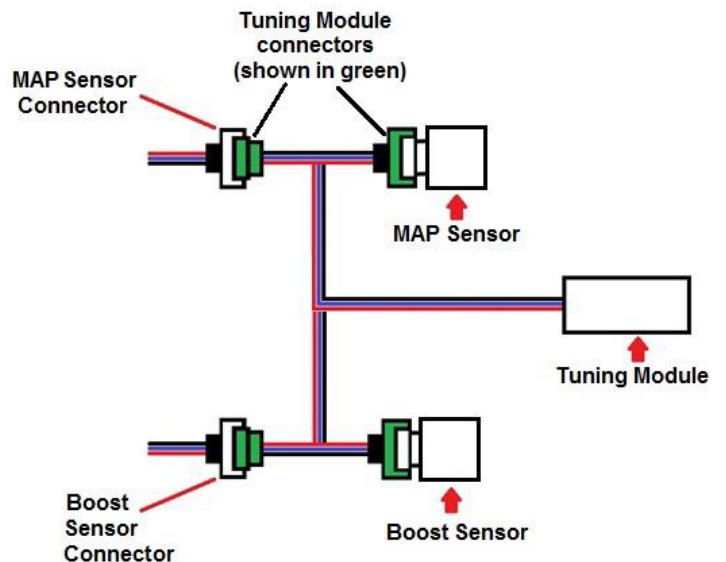 Tuning Module
connectors
(shown in green)
MAP Sensor
Connector
MAP Sensor
Tuning Module
Boost
Sensor
Connector
Boost Sensor